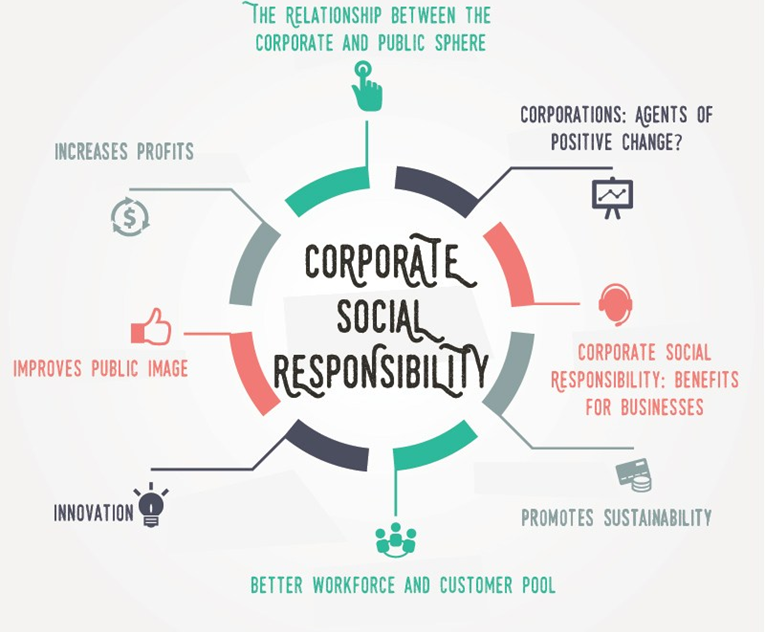 The Relationship between the
corporate and public sphere
Corporations: Agents of
positive change?
Increases profits
Corporate
Social
Responsibility
Improves public image
Corporate Social
Responsibility: Benefits
for businesses
Innovation
Promotes sustainability
Better workforce and customer pool
$